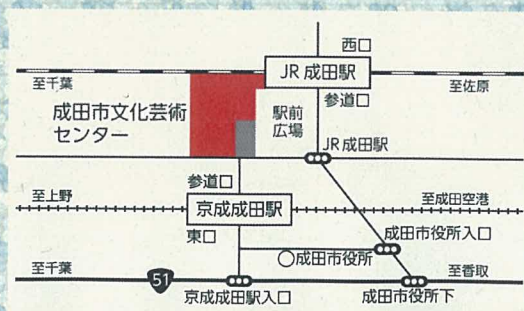 西口
JR 成田駅
至千葉
至佐原
参道口
成田市文化芸術
センター
駅前
広場
JR 成田駅
参道口
至上野
京成成田駅
至成田空港
東口
成田市役所入口
○成田市役所
至千葉
51
至香取
京成成田駅入口
成田市役所下